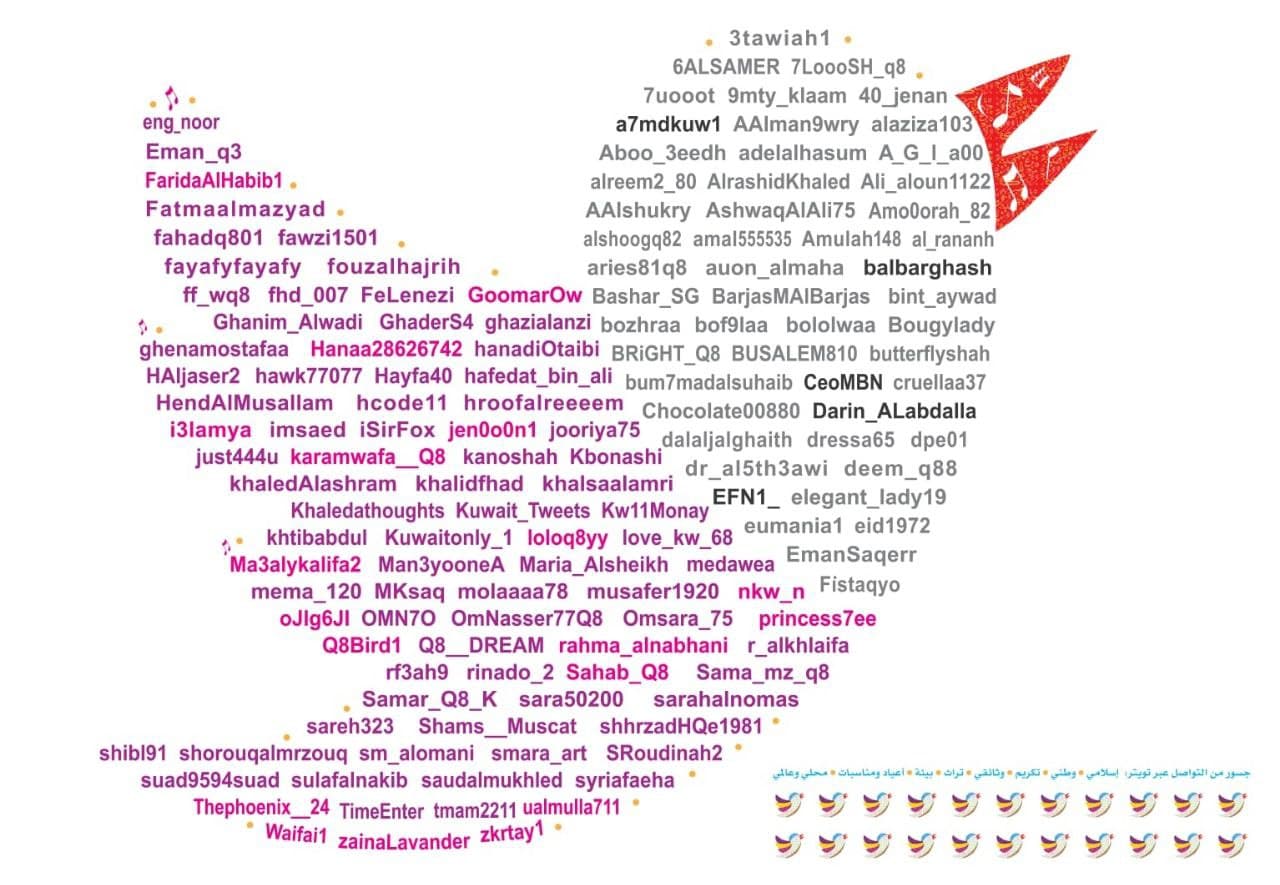 3tawiah1
6ALSAMER 7LoooSH_q8
7uooot 9mty_klaam 40_jenan
a7mdkuw1 AAlman9wry alaziza103
Aboo_3eedh adelalhasum A_G_l_a00
alreem2_80 AlrashidKhaled Ali_aloun1122
AAlshukry AshwaqAlAli75 Amo0orah_82
alshoogq82 amal555535 Amulah148 al_rananh
aries81q8 auon_almaha balbarghash
Bashar_SG BarjasMAlBarjas bint_aywad
bozhraa bof9laa bololwaa Bougylady
BRiGHT_Q8 BUSALEM810 butterflyshah
bum7madalsuhaib CeoMBN cruellaa37
Chocolate00880 Darin_ALabdalla
dalaljalghaith dressa65 dpe01
dr_al5th3awi deem_q88
EFN1_ elegant_lady19
eumania1 eid1972
EmanSaqerr
Fistaqyo
eng_noor
Eman_q3
FaridaAlHabib1
Fatmaalmazyad
fahadq801 fawzi1501
fayafyfayafy fouzalhajrih
ff_wq8 fhd_007 FeLenezi GoomarOw
Ghanim_Alwadi GhaderS4 ghazialanzi
ghenamostafaa Hanaa28626742 hanadiOtaibi
HAljaser2 hawk77077 Hayfa40 hafedat_bin_ali
HendAlMusallam hcode11 hroofalreeeem
i3lamya imsaed iSirFox jen0o0n1 jooriya75
just444u karamwafa__Q8 kanoshah Kbonashi
khaledAlashram khalidfhad khalsaalamri
Khaledathoughts Kuwait_Tweets Kw11Monay
khtibabdul Kuwaitonly_1 loloq8yy love_kw_68
Ma3alykalifa2 Man3yooneA Maria_Alsheikh medawea
mema_120 MKsaq molaaaa78 musafer1920 nkw_n
oJIg6JI OMN7O OmNasser77Q8 Omsara_75 princess7ee
Q8Bird1 Q8__DREAM rahma_alnabhani r_alkhlaifa
rf3ah9 rinado_2 Sahab_Q8 Sama_mz_q8
Samar_Q8_K sara50200 sarahalnomas
sareh323 Shams__Muscat shhrzadHQe1981
shibl91 shorouqalmrzouq sm_alomani smara_art SRoudinah2
suad9594suad sulafalnakib saudalmukhled syriafaeha
Thephoenix__24 TimeEnter tmam2211 ualmulla711
Waifai1 zainaLavander zkrtay1
جسور من التواصل عبر تويتر: إسلامي • وطني • تكريم • وثائقي • تراث • بيئة • أعياد ومناسبات • محلي وعالمي